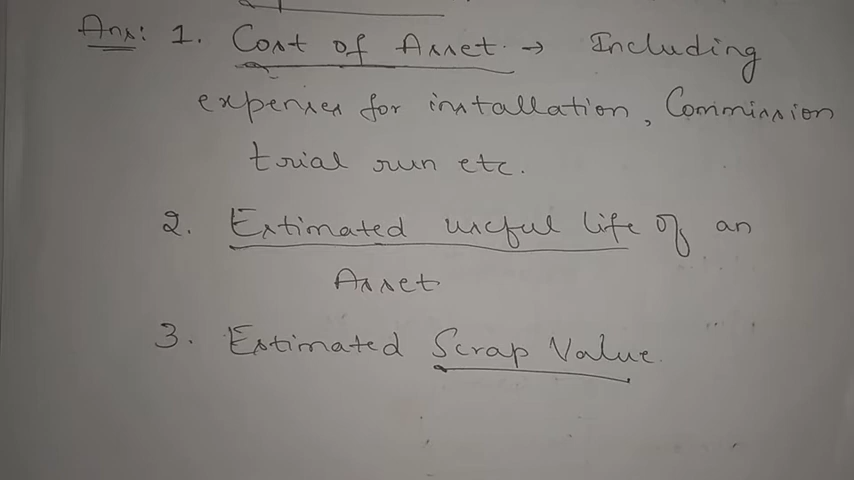 Ans: 1. Cost of Asset. → Including
expenses for installation, Commission
trial run etc.
2. Estimated useful life of an
Asset
3. Estimated Scrap Value